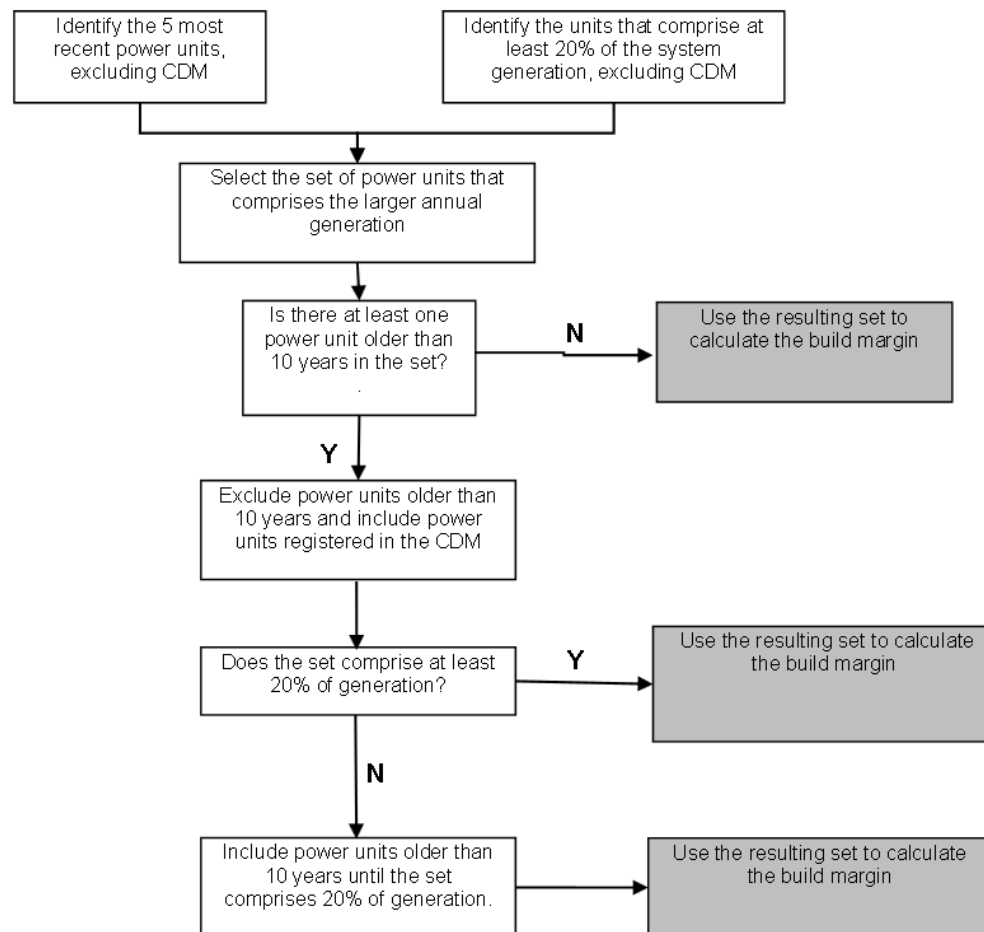 Identify the 5 most
recent power units,
excluding CDM
Identify the units that comprise at
least 20% of the system
generation, excluding CDM
Select the set of power units that
comprises the larger annual
generation
Is there at least one
power unit older than
10 years in the set?
.
N
Use the resulting set to
calculate the build margin
Y
Exclude power units older than
10 years and include power
units registered in the CDM
Does the set comprise at least
20% of generation?
Y
Use the resulting set to calculate
the build margin
N
Include power units older than
10 years until the set
comprises 20% of generation.
Use the resulting set to calculate
the build margin